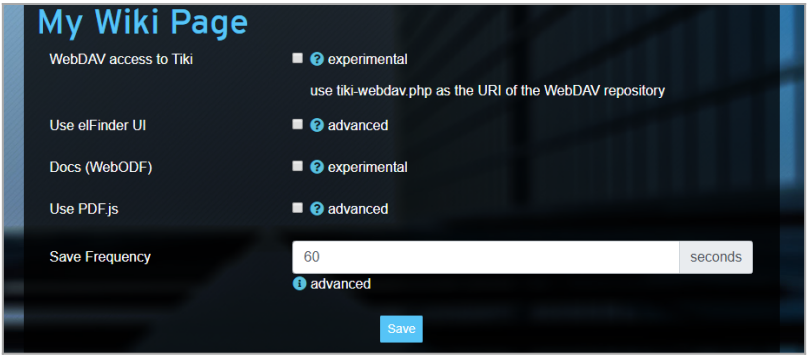 My Wiki Page
WebDAV access to Tiki ? experimental
use tiki-webdav.php as the URI of the WebDAV repository
Use elFinder UI ? advanced
Docs (WebODF) ? experimental
Use PDF.js ? advanced
Save Frequency 60 seconds
i advanced
Save